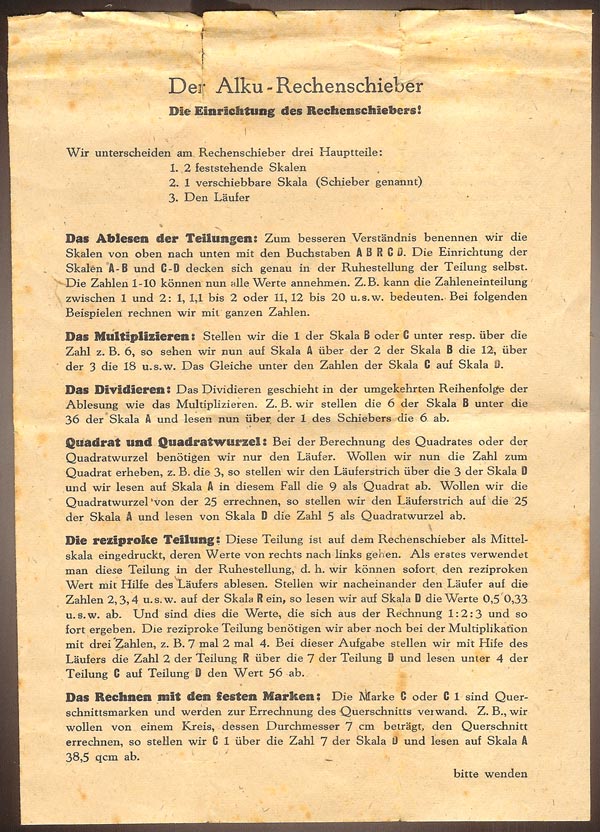 Der Alku-Rechenschieber
Die Einrichtung des Rechenschiebers!
Wir unterscheiden am Rechenschieber drei Hauptteile:
1. 2 feststehende Skalen
2. 1 verschiebbare Skala (Schieber genannt)
3. Den Läufer
Das Ablesen der Teilungen: Zum besseren Verständnis benennen wir die
Skalen von oben nach unten mit den Buchstaben A B R C D. Die Einrichtung der
Skalen A-B und C-D decken sich genau in der Ruhestellung der Teilung selbst.
Die Zahlen 1-10 können nun alle Werte annehmen. Z.B. kann die Zahleneinteilung
zwischen 1 und 2: 1, 1,1 bis 2 oder 11, 12 bis 20 u.s.w. bedeuten. Bei folgenden
Beispielen rechnen wir mit ganzen Zahlen.
Das Multiplizieren: Stellen wir die 1 der Skala B oder C unter resp. über die
Zahl z. B. 6, so sehen wir nun auf Skala A über der 2 der Skala B die 12, über
der 3 die 18 u.s.w. Das Gleiche unter den Zahlen der Skala C auf Skala D.
Das Dividieren: Das Dividieren geschieht in der umgekehrten Reihenfolge der
Ablesung wie das Multiplizieren. Z. B. wir stellen die 6 der Skala B unter die
36 der Skala A und lesen nun über der 1 des Schiebers die 6 ab.
Quadrat und Quadratwurzel: Bei der Berechnung des Quadrates oder der
Quadratwurzel benötigen wir nur den Läufer. Wollen wir nun die Zahl zum
Quadrat erheben, z. B. die 3, so stellen wir den Läuferstrich über die 3 der Skala D
und wir lesen auf Skala A in diesem Fall die 9 als Quadrat ab. Wollen wir die
Quadratwurzel von der 25 errechnen, so stellen wir den Läuferstrich auf die 25
der Skala A und lesen von Skala D die Zahl 5 als Quadratwurzel ab.
Die reziproke Teilung: Diese Teilung ist auf dem Rechenschieber als Mittel-
skala eingedruckt, deren Werte von rechts nach links gehen. Als erstes verwendet
man diese Teilung in der Ruhestellung, d. h. wir können sofort den reziproken
Wert mit Hilfe des Läufers ablesen. Stellen wir nacheinander den Läufer auf die
Zahlen 2, 3, 4 u.s.w. auf der Skala R ein, so lesen wir auf Skala D die Werte 0,5 0,33
u.s.w. ab. Und sind dies die Werte, die sich aus der Rechnung 1:2:3 und so
fort ergeben. Die reziproke Teilung benötigen wir aber noch bei der Multiplikation
mit drei Zahlen, z. B. 7 mal 2 mal 4. Bei dieser Aufgabe stellen wir mit Hife des
Läufers die Zahl 2 der Teilung R über die 7 der Teilung D und lesen unter 4 der
Teilung C auf Teilung D den Wert 56 ab.
Das Rechnen mit den festen Marken: Die Marke C oder C 1 sind Quer-
schnittsmarken und werden zur Errechnung des Querschnitts verwand. Z. B., wir
wollen von einem Kreis, dessen Durchmesser 7 cm beträgt, den Querschnitt
errechnen, so stellen wir C 1 über die Zahl 7 der Skala D und lesen auf Skala A
38,5 qcm ab.
bitte wenden